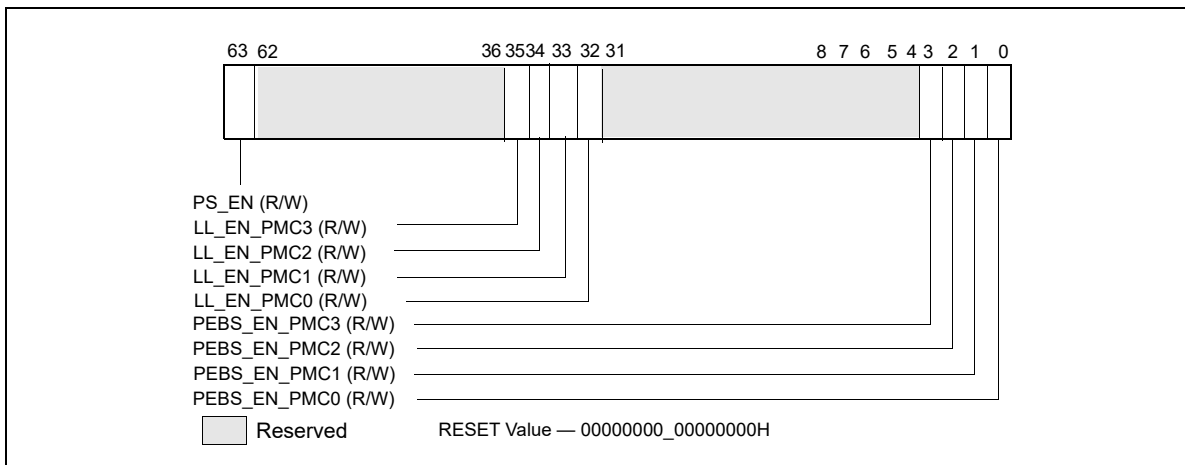 63 62 36 35 34 33 32 31 8 7 6 5 4 3 2 1 0
PS_EN (R/W)
LL_EN_PMC3 (R/W)
LL_EN_PMC2 (R/W)
LL_EN_PMC1 (R/W)
LL_EN_PMC0 (R/W)
PEBS_EN_PMC3 (R/W)
PEBS_EN_PMC2 (R/W)
PEBS_EN_PMC1 (R/W)
PEBS_EN_PMC0 (R/W)
Reserved RESET Value — 00000000_00000000H